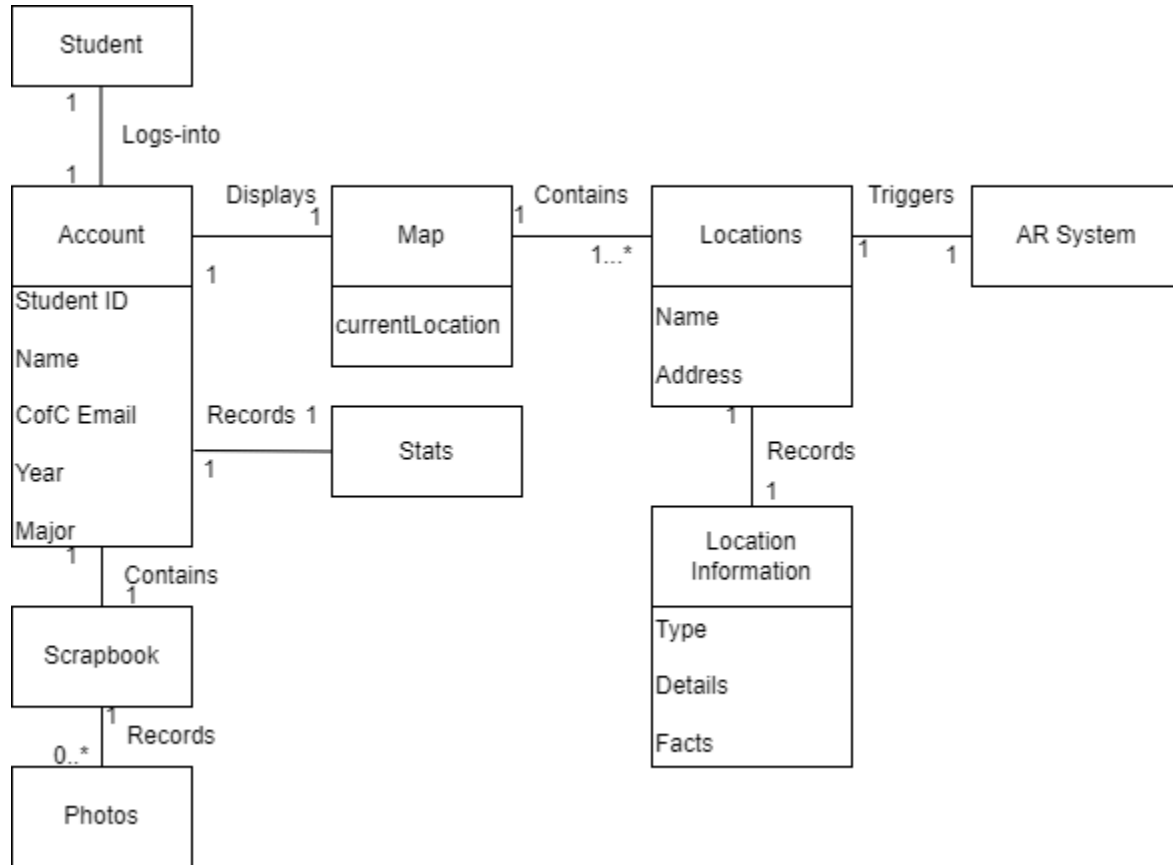 Student
1
Logs-into
1
Account
Student ID
Name
CofC Email
Year
Major
Displays
1
1
Map
currentLocation
Contains
1
1...*
Locations
Name
Address
Triggers
1
1
AR System
Records 1
1
Stats
1
Records
1
Location
Information
Type
Details
Facts
1
Contains
1
Scrapbook
1
Records
0..*
Photos